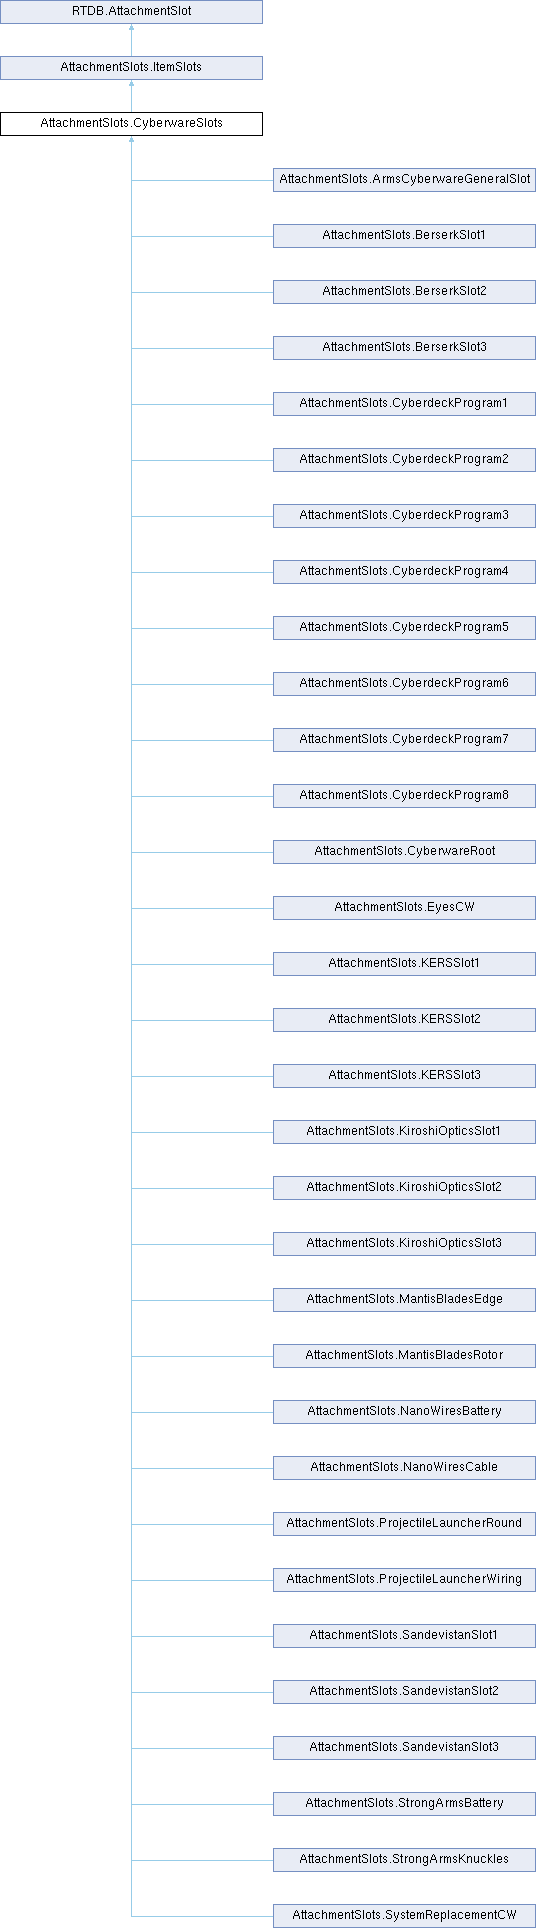 RTDB.AttachmentSlot
AttachmentSlots.ItemSlots
AttachmentSlots.CyberwareSlots
AttachmentSlots.ArmsCyberwareGeneralSlot
AttachmentSlots.BerserkSlot1
AttachmentSlots.BerserkSlot2
AttachmentSlots.BerserkSlot3
AttachmentSlots.CyberdeckProgram1
AttachmentSlots.CyberdeckProgram2
AttachmentSlots.CyberdeckProgram3
AttachmentSlots.CyberdeckProgram4
AttachmentSlots.CyberdeckProgram5
AttachmentSlots.CyberdeckProgram6
AttachmentSlots.CyberdeckProgram7
AttachmentSlots.CyberdeckProgram8
AttachmentSlots.CyberwareRoot
AttachmentSlots.EyesCW
AttachmentSlots.KERSSlot1
AttachmentSlots.KERSSlot2
AttachmentSlots.KERSSlot3
AttachmentSlots.KiroshiOpticsSlot1
AttachmentSlots.KiroshiOpticsSlot2
AttachmentSlots.KiroshiOpticsSlot3
AttachmentSlots.MantisBladesEdge
AttachmentSlots.MantisBladesRotor
AttachmentSlots.NanoWiresBattery
AttachmentSlots.NanoWiresCable
AttachmentSlots.ProjectileLauncherRound
AttachmentSlots.ProjectileLauncherWiring
AttachmentSlots.SandevistanSlot1
AttachmentSlots.SandevistanSlot2
AttachmentSlots.SandevistanSlot3
AttachmentSlots.StrongArmsBattery
AttachmentSlots.StrongArmsKnuckles
AttachmentSlots.SystemReplacementCW